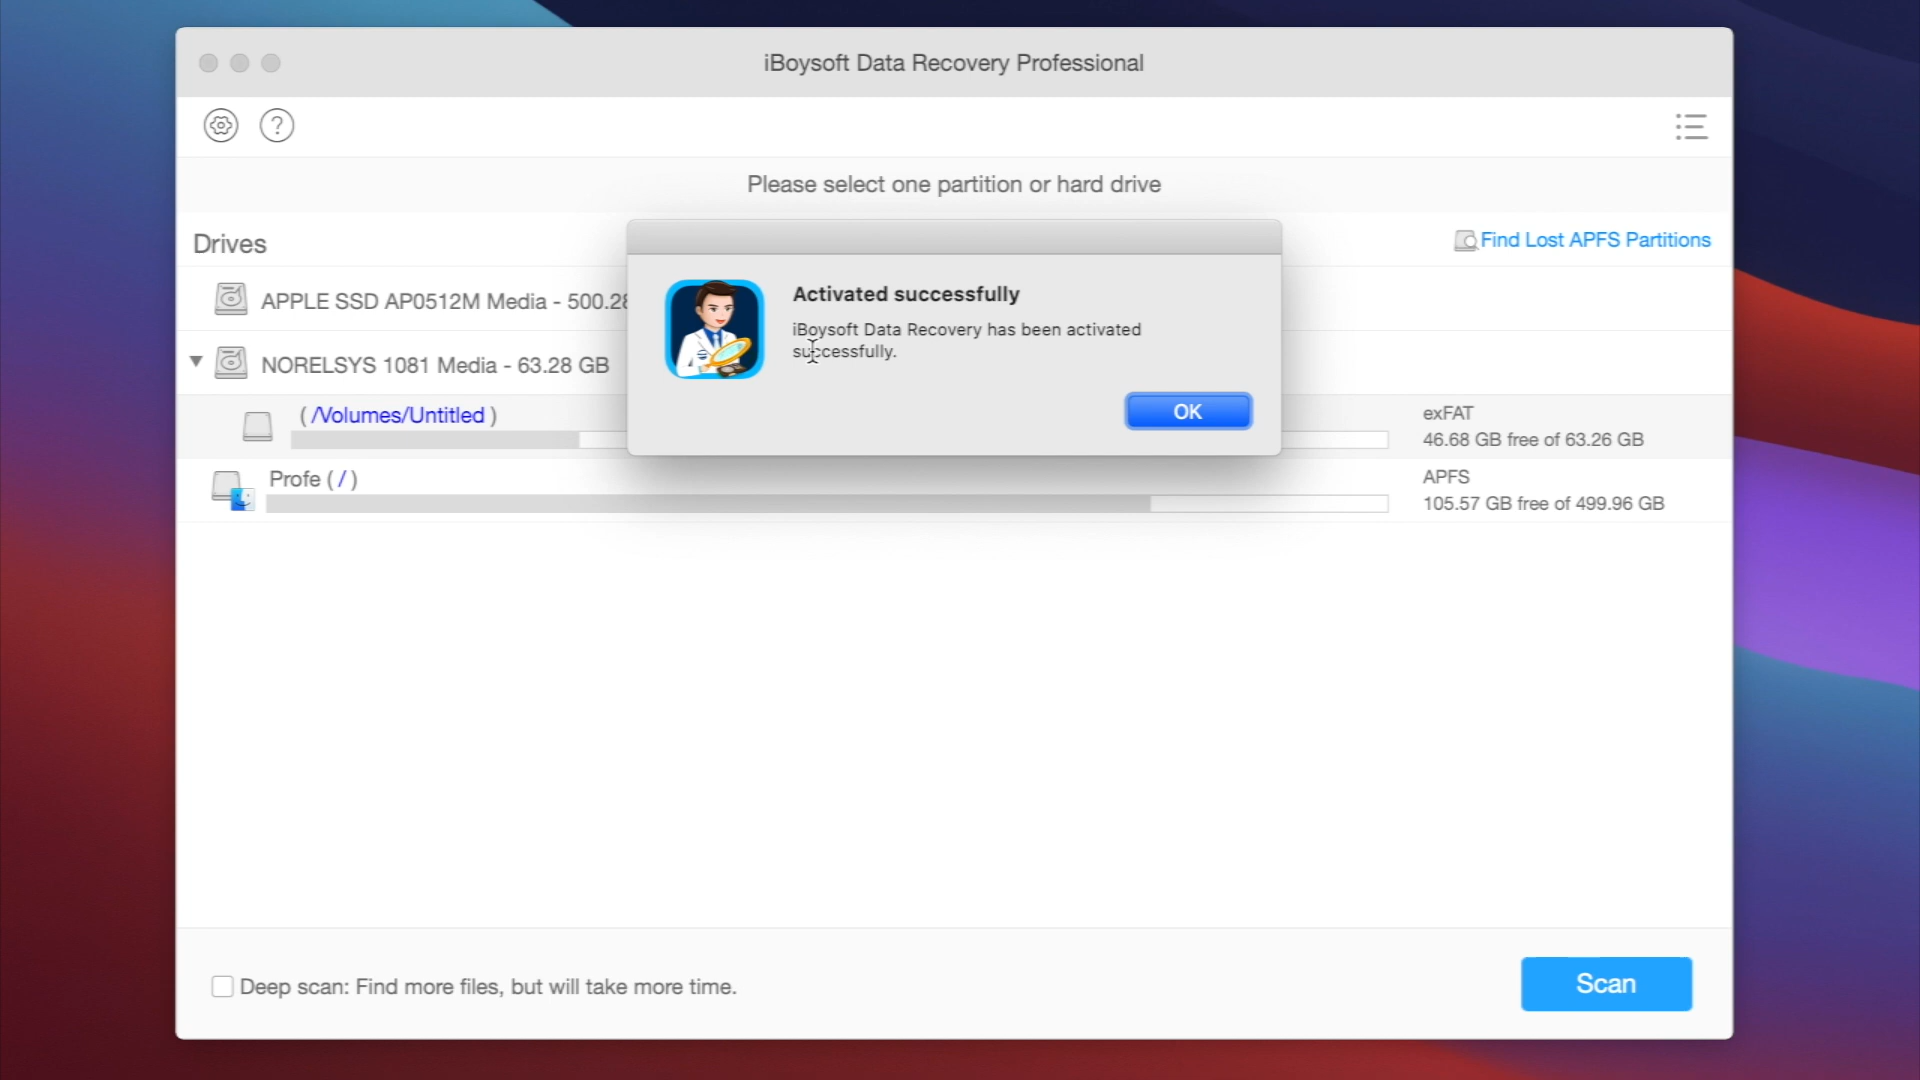 iBoysoft Data Recovery Professional
?
Please select one partition or hard drive
Drives
Find Lost APFS Partitions
APPLE SSD AP0512M Media - 500.28
NORELSYS 1081 Media - 63.28 GB
( /Volumes/Untitled )
exFAT
46.68 GB free of 63.26 GB
Profe ( / )
APFS
105.57 GB free of 499.96 GB
Activated successfully
iBoysoft Data Recovery has been activated
successfully.
OK
Deep scan: Find more files, but will take more time.
Scan